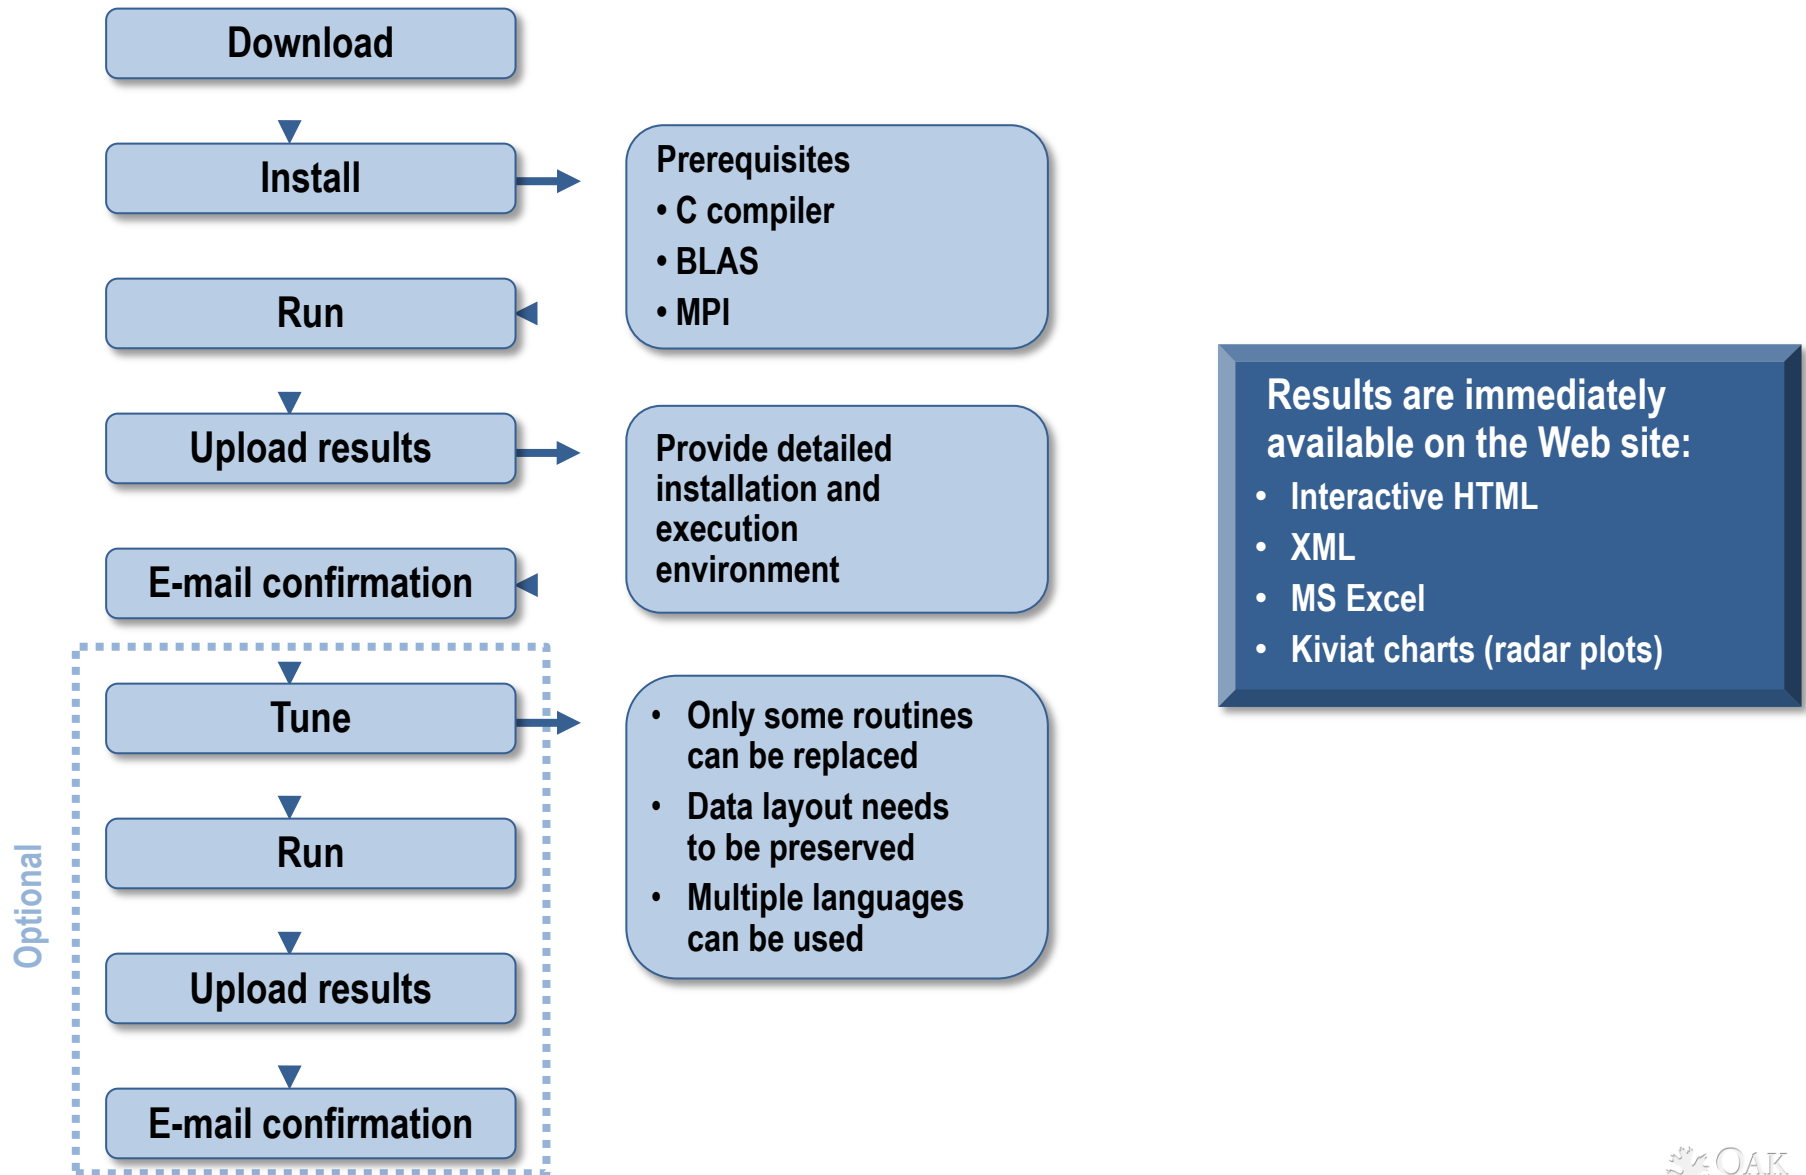 Download
Install
Prerequisites
• C compiler
• BLAS
• MPI
Run
Upload results
Provide detailed
installation and
execution
environment
E-mail confirmation
Optional
Tune
• Only some routines
can be replaced
• Data layout needs
to be preserved
• Multiple languages
can be used
Run
Upload results
E-mail confirmation
Results are immediately
available on the Web site:
• Interactive HTML
• XML
• MS Excel
• Kiviat charts (radar plots)
OAK